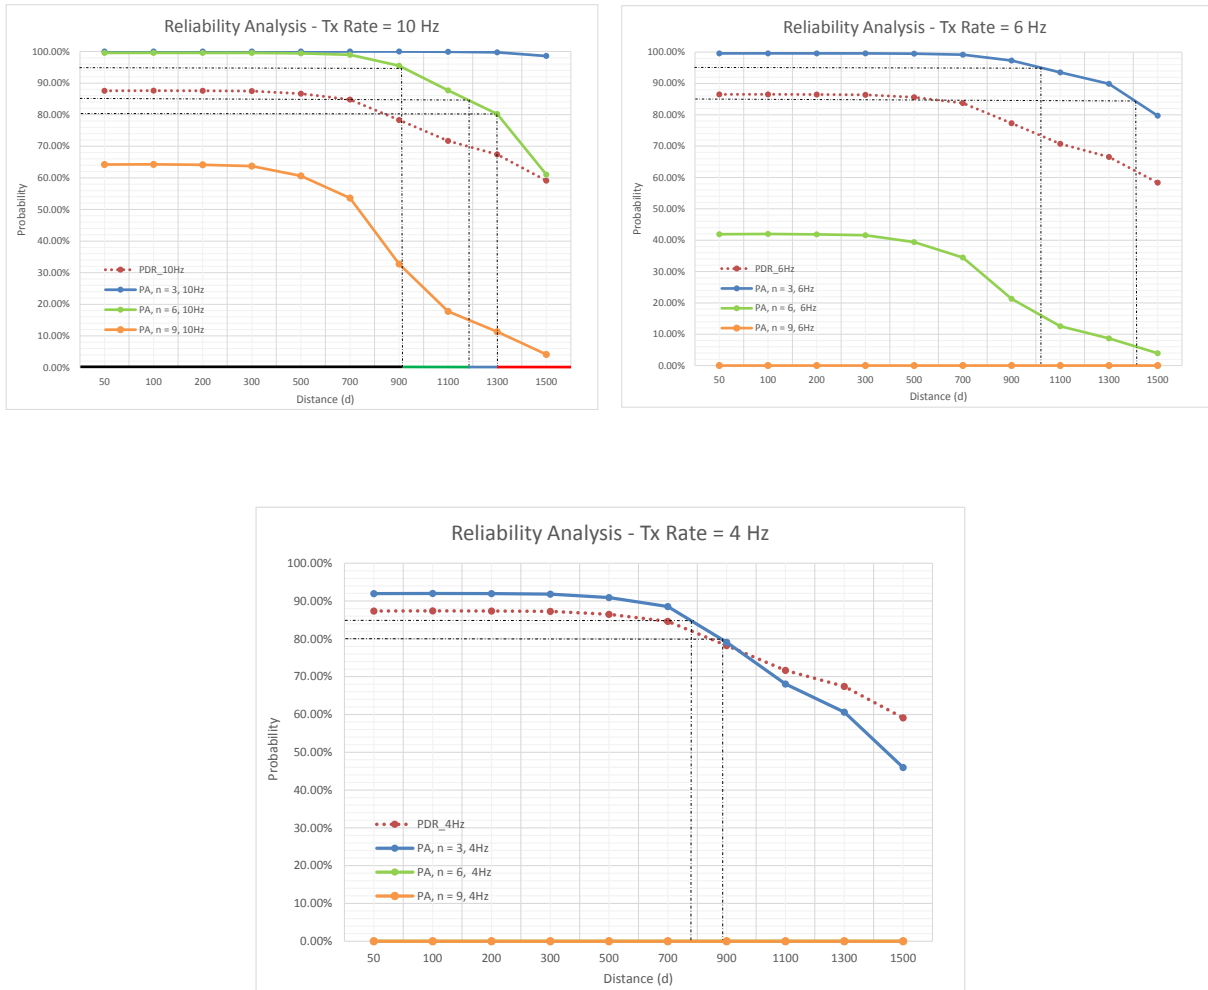 Reliability Analysis - Tx Rate = 10 Hz
100.00%
90.00%
80.00%
70.00%
60.00%
50.00%
40.00%
30.00%
20.00%
10.00%
0.00%
Probability
PDR_10Hz
PA, n = 3, 10Hz
PA, n = 6, 10Hz
PA, n = 9, 10Hz
50 100 200 300 500 700 900 1100 1300 1500
Distance (d)
Reliability Analysis - Tx Rate = 6 Hz
100.00%
90.00%
80.00%
70.00%
60.00%
50.00%
40.00%
30.00%
20.00%
10.00%
0.00%
Probability
PDR_6Hz
PA, n = 3, 6Hz
PA, n = 6, 6Hz
PA, n = 9, 6Hz
50 100 200 300 500 700 900 1100 1300 1500
Distance (d)
Reliability Analysis - Tx Rate = 4 Hz
100.00%
90.00%
80.00%
70.00%
60.00%
50.00%
40.00%
30.00%
20.00%
10.00%
0.00%
Probability
PDR_4Hz
PA, n = 3, 4Hz
PA, n = 6, 4Hz
PA, n = 9, 4Hz
50 100 200 300 500 700 900 1100 1300 1500
Distance (d)